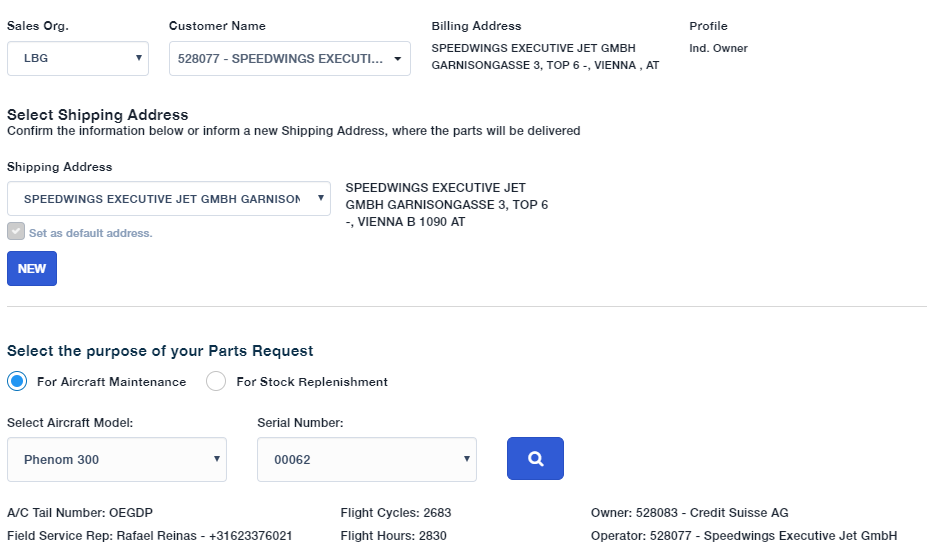 Sales Org.
Customer Name
Billing Address
Profile
LBG
528077 - SPEEDWINGS EXECUTI...
SPEEDWINGS EXECUTIVE JET GMBH
GARNISONGASSE 3, TOP 6 -, VIENNA , AT
Ind. Owner
Select Shipping Address
Confirm the information below or inform a new Shipping Address, where the parts will be delivered
Shipping Address
SPEEDWINGS EXECUTIVE JET GMBH GARNISON
SPEEDWINGS EXECUTIVE JET
GMBH GARNISONGASSE 3, TOP 6
-, VIENNA B 1090 AT
Set as default address.
NEW
Select the purpose of your Parts Request
For Aircraft Maintenance
For Stock Replenishment
Select Aircraft Model:
Serial Number:
Phenom 300
00062
A/C Tail Number: OEGDP
Flight Cycles: 2683
Owner: 528083 - Credit Suisse AG
Field Service Rep: Rafael Reinas - +31623376021
Flight Hours: 2830
Operator: 528077 - Speedwings Executive Jet GmbH